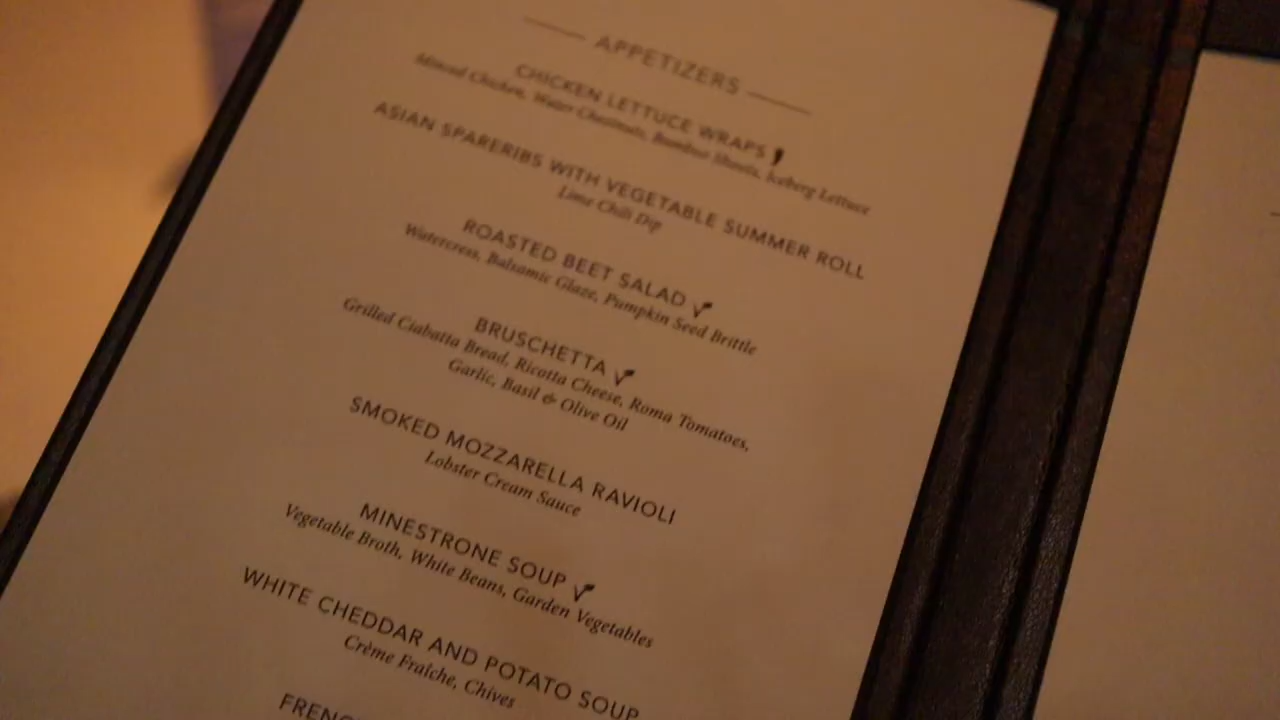 APPETIZERS
CHICKEN LETTUCE WRAPS
Minced Chicken, Water Chestnuts, Bamboo Shoots, Iceberg Lettuce
ASIAN SPARERIBS WITH VEGETABLE SUMMER ROLL
Lime Chili Dip
ROASTED BEET SALAD
Watercress, Balsamic Glaze, Pumpkin Seed Brittle
BRUSCHETTA
Grilled Ciabatta Bread, Ricotta Cheese, Roma Tomatoes,
Garlic, Basil & Olive Oil
SMOKED MOZZARELLA RAVIOLI
Lobster Cream Sauce
MINESTRONE SOUP
Vegetable Broth, White Beans, Garden Vegetables
WHITE CHEDDAR AND POTATO SOUP
Crème Fraîche, Chives